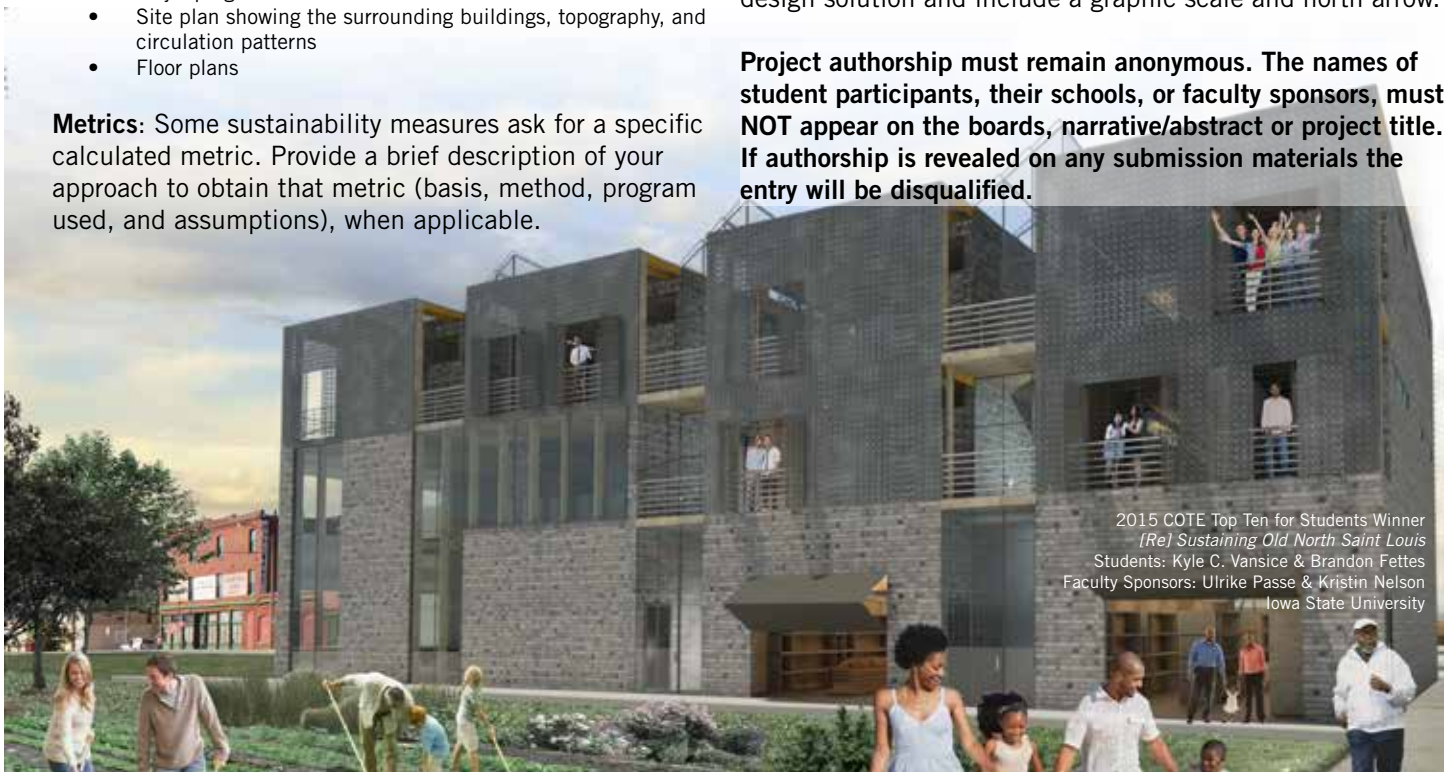 • Site plan showing the surrounding buildings, topography, and
circulation patterns
• Floor plans
Metrics: Some sustainability measures ask for a specific
calculated metric. Provide a brief description of your
approach to obtain that metric (basis, method, program
used, and assumptions), when applicable.
design solution and include a graphic scale and north arrow.
Project authorship must remain anonymous. The names of
student participants, their schools, or faculty sponsors, must
NOT appear on the boards, narrative/abstract or project title.
If authorship is revealed on any submission materials the
entry will be disqualified.
2015 COTE Top Ten for Students Winner
[Re] Sustaining Old North Saint Louis
Students: Kyle C. Vansice & Brandon Fettes
Faculty Sponsors: Ulrike Passe & Kristin Nelson
Iowa State University